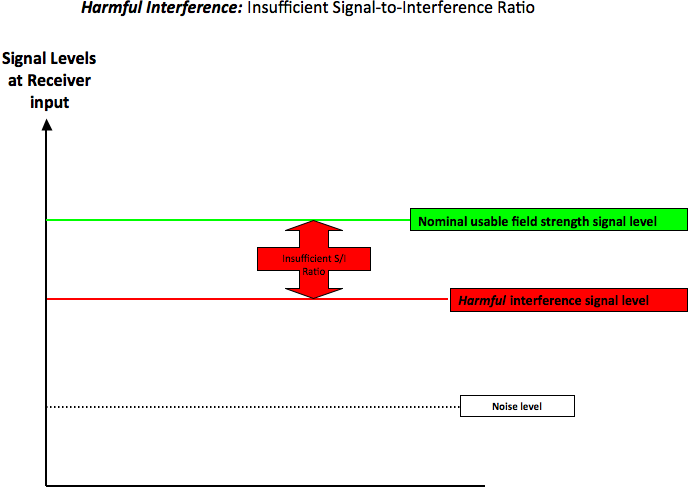 Harmful Interference: Insufficient Signal-to-Interference Ratio
Signal Levels
at Receiver
input
Nominal usable field strength signal level
Insufficient S/I
Ratio
Harmful interference signal level
Noise level